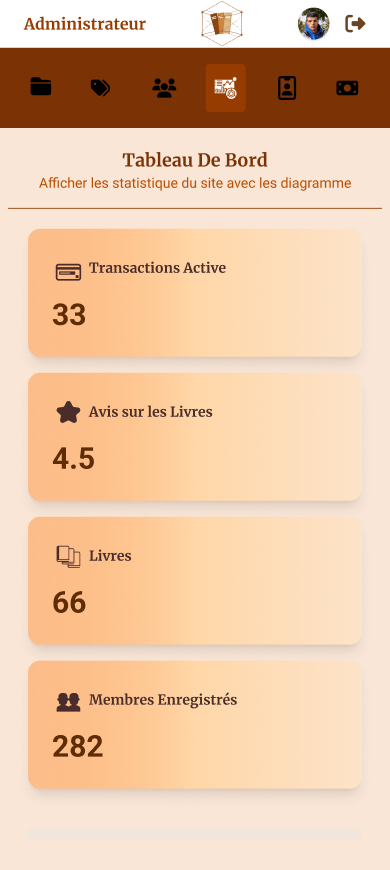 Administrateur
Tableau De Bord
Afficher les statistique du site avec les diagramme
Transactions Active
33
Avis sur les Livres
4.5
Livres
66
Membres Enregistrés
282